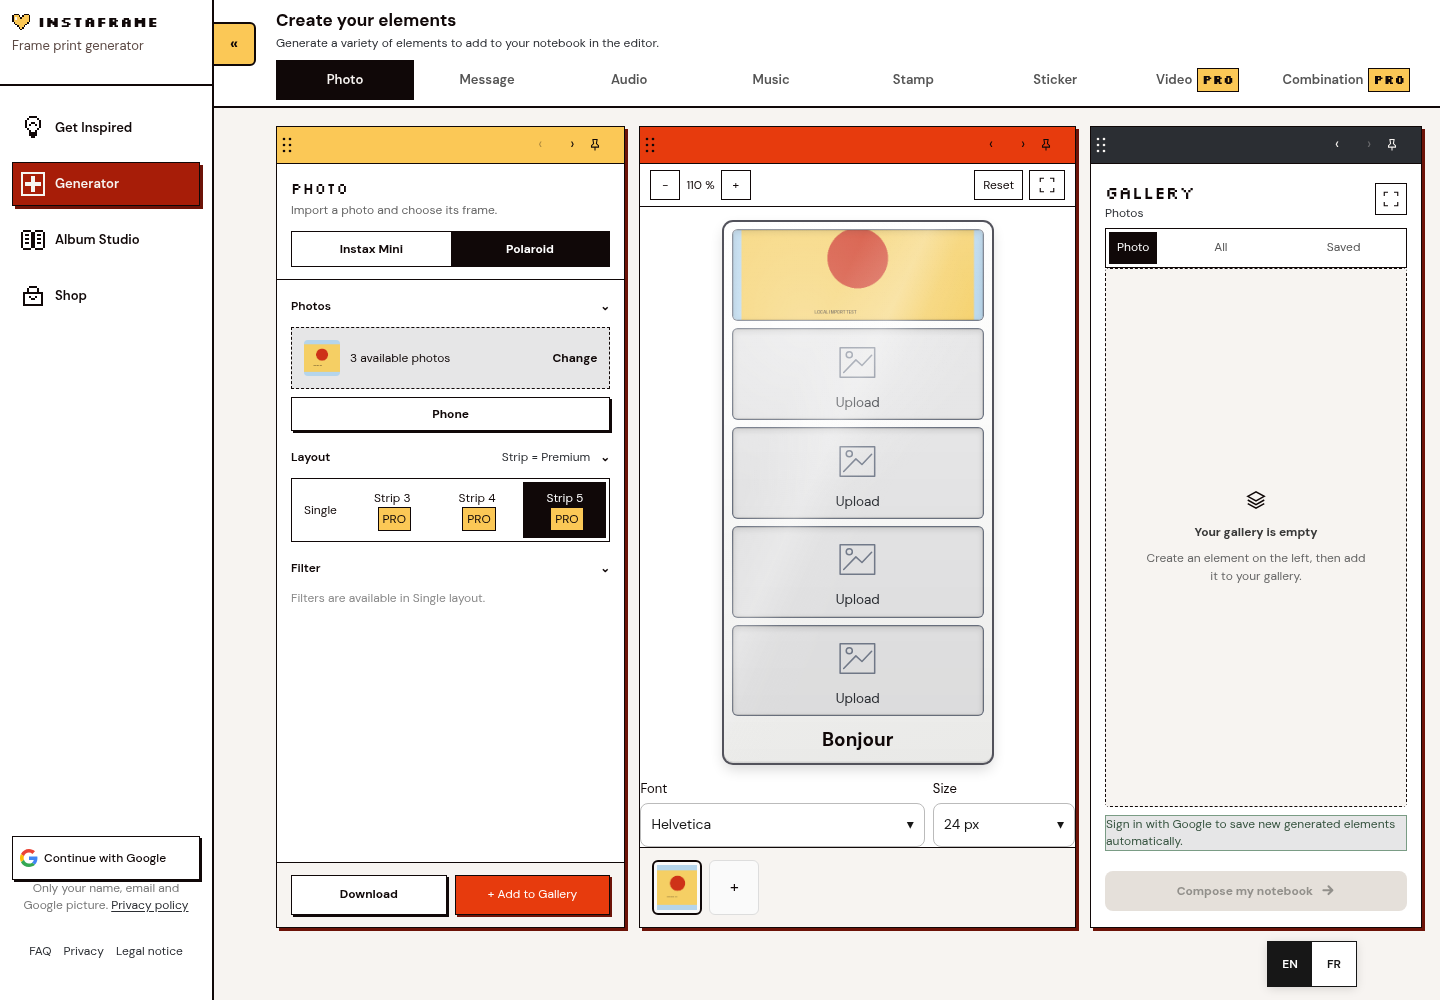 INSTAFRAME
Frame print generator
Get Inspired
Generator
Album Studio
Shop
Continue with Google
Only your name, email and
Google picture. Privacy policy
FAQ Privacy Legal notice
«
Create your elements
Generate a variety of elements to add to your notebook in the editor.
Photo Message Audio Music Stamp Sticker Video PRO Combination PRO
‹ ›
PHOTO
Import a photo and choose its frame.
Instax Mini Polaroid
Photos
3 available photos Change
Phone
Layout Strip = Premium
Single Strip 3 PRO Strip 4 PRO Strip 5 PRO
Filter
Filters are available in Single layout.
Download + Add to Gallery
‹ ›
- 110 % + Reset
LOCAL IMPORT TEST
Upload
Upload
Upload
Upload
Bonjour
Font Size
Helvetica 24 px
+
‹ ›
GALLERY
Photos
Photo All Saved
Your gallery is empty
Create an element on the left, then add
it to your gallery.
Sign in with Google to save new generated elements
automatically.
Compose my notebook →
EN FR